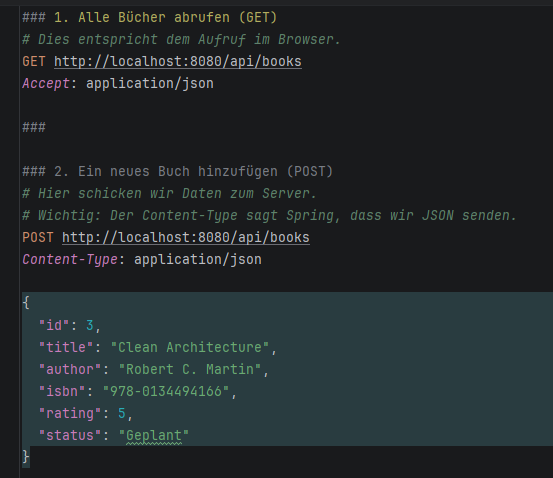 ### 1. Alle Bücher abrufen (GET)
# Dies entspricht dem Aufruf im Browser.
GET http://localhost:8080/api/books
Accept: application/json
###
### 2. Ein neues Buch hinzufügen (POST)
# Hier schicken wir Daten zum Server.
# Wichtig: Der Content-Type sagt Spring, dass wir JSON senden.
POST http://localhost:8080/api/books
Content-Type: application/json
{
  "id": 3,
  "title": "Clean Architecture",
  "author": "Robert C. Martin",
  "isbn": "978-0134494166",
  "rating": 5,
  "status": "Geplant"
}